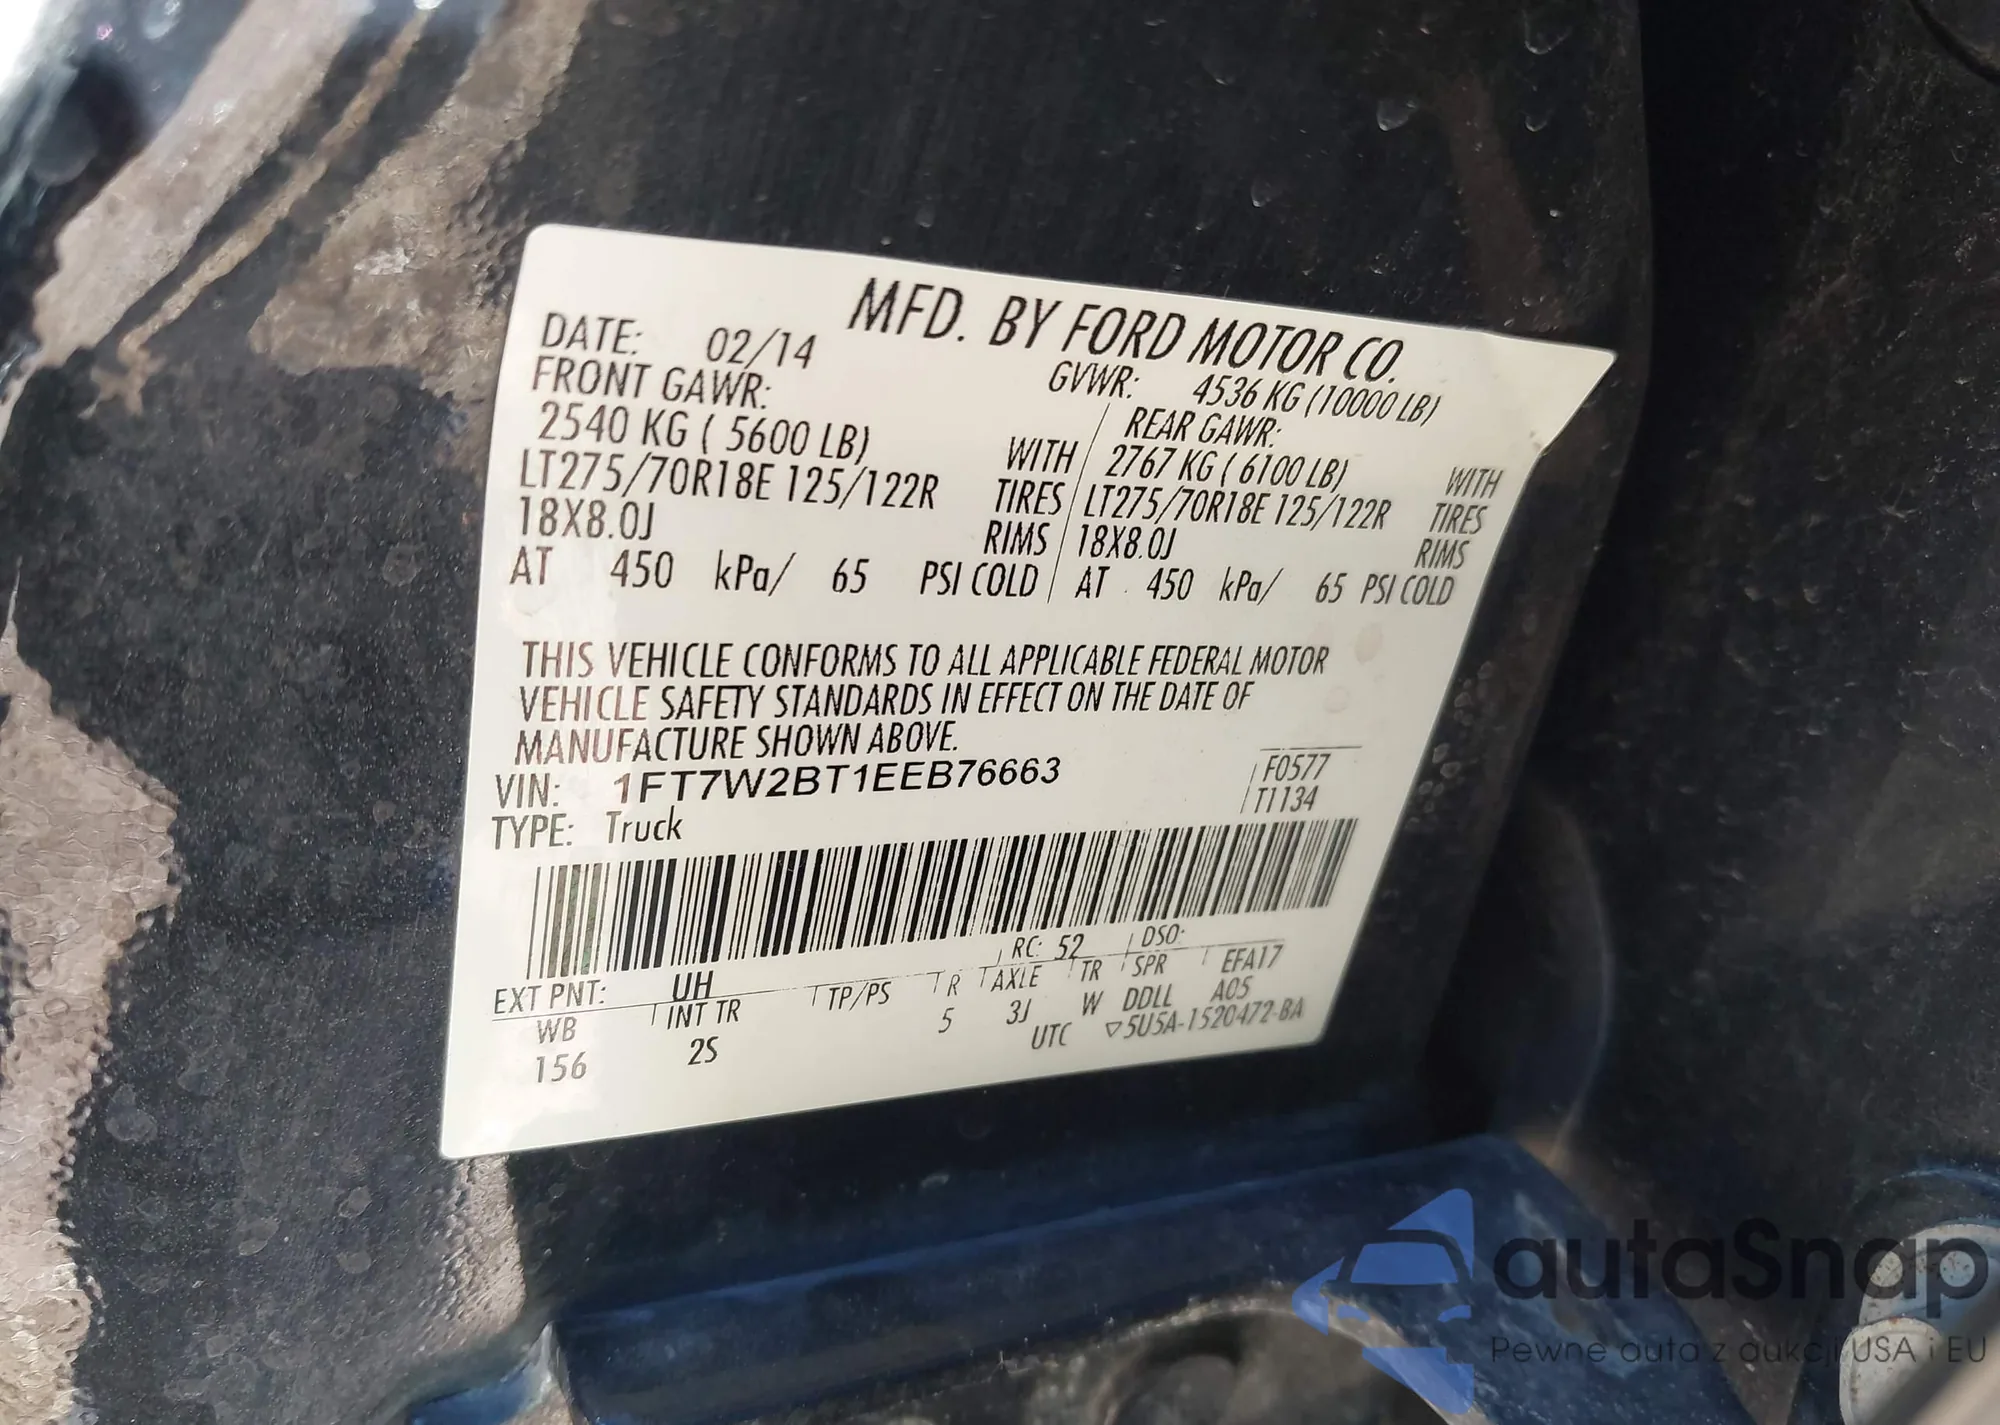 MFD. BY FORD MOTOR CO.
DATE: 02/14 GVWR: 4536 KG (10000 LB)
FRONT GAWR: REAR GAWR:
2540 KG ( 5600 LB) WITH 2767 KG ( 6100 LB) WITH
LT275/70R18E 125/122R TIRES LT275/70R18E 125/122R TIRES
18X8.0J RIMS 18X8.0J RIMS
AT 450 kPa/ 65 PSI COLD AT 450 kPa/ 65 PSI COLD
THIS VEHICLE CONFORMS TO ALL APPLICABLE FEDERAL MOTOR
VEHICLE SAFETY STANDARDS IN EFFECT ON THE DATE OF
MANUFACTURE SHOWN ABOVE.
VIN: 1FT7W2BT1EEB76663 F0577
TYPE: Truck T1134
EXT PNT: UH RC: 52 DSO:
WB INT TR TP/PS R AXLE TR SPR EFA17
156 2S 5 3J W DDLL A05
UTC ▽5U5A-1520472-BA
autaSnap
Pewne auta z aukcji USA i EU